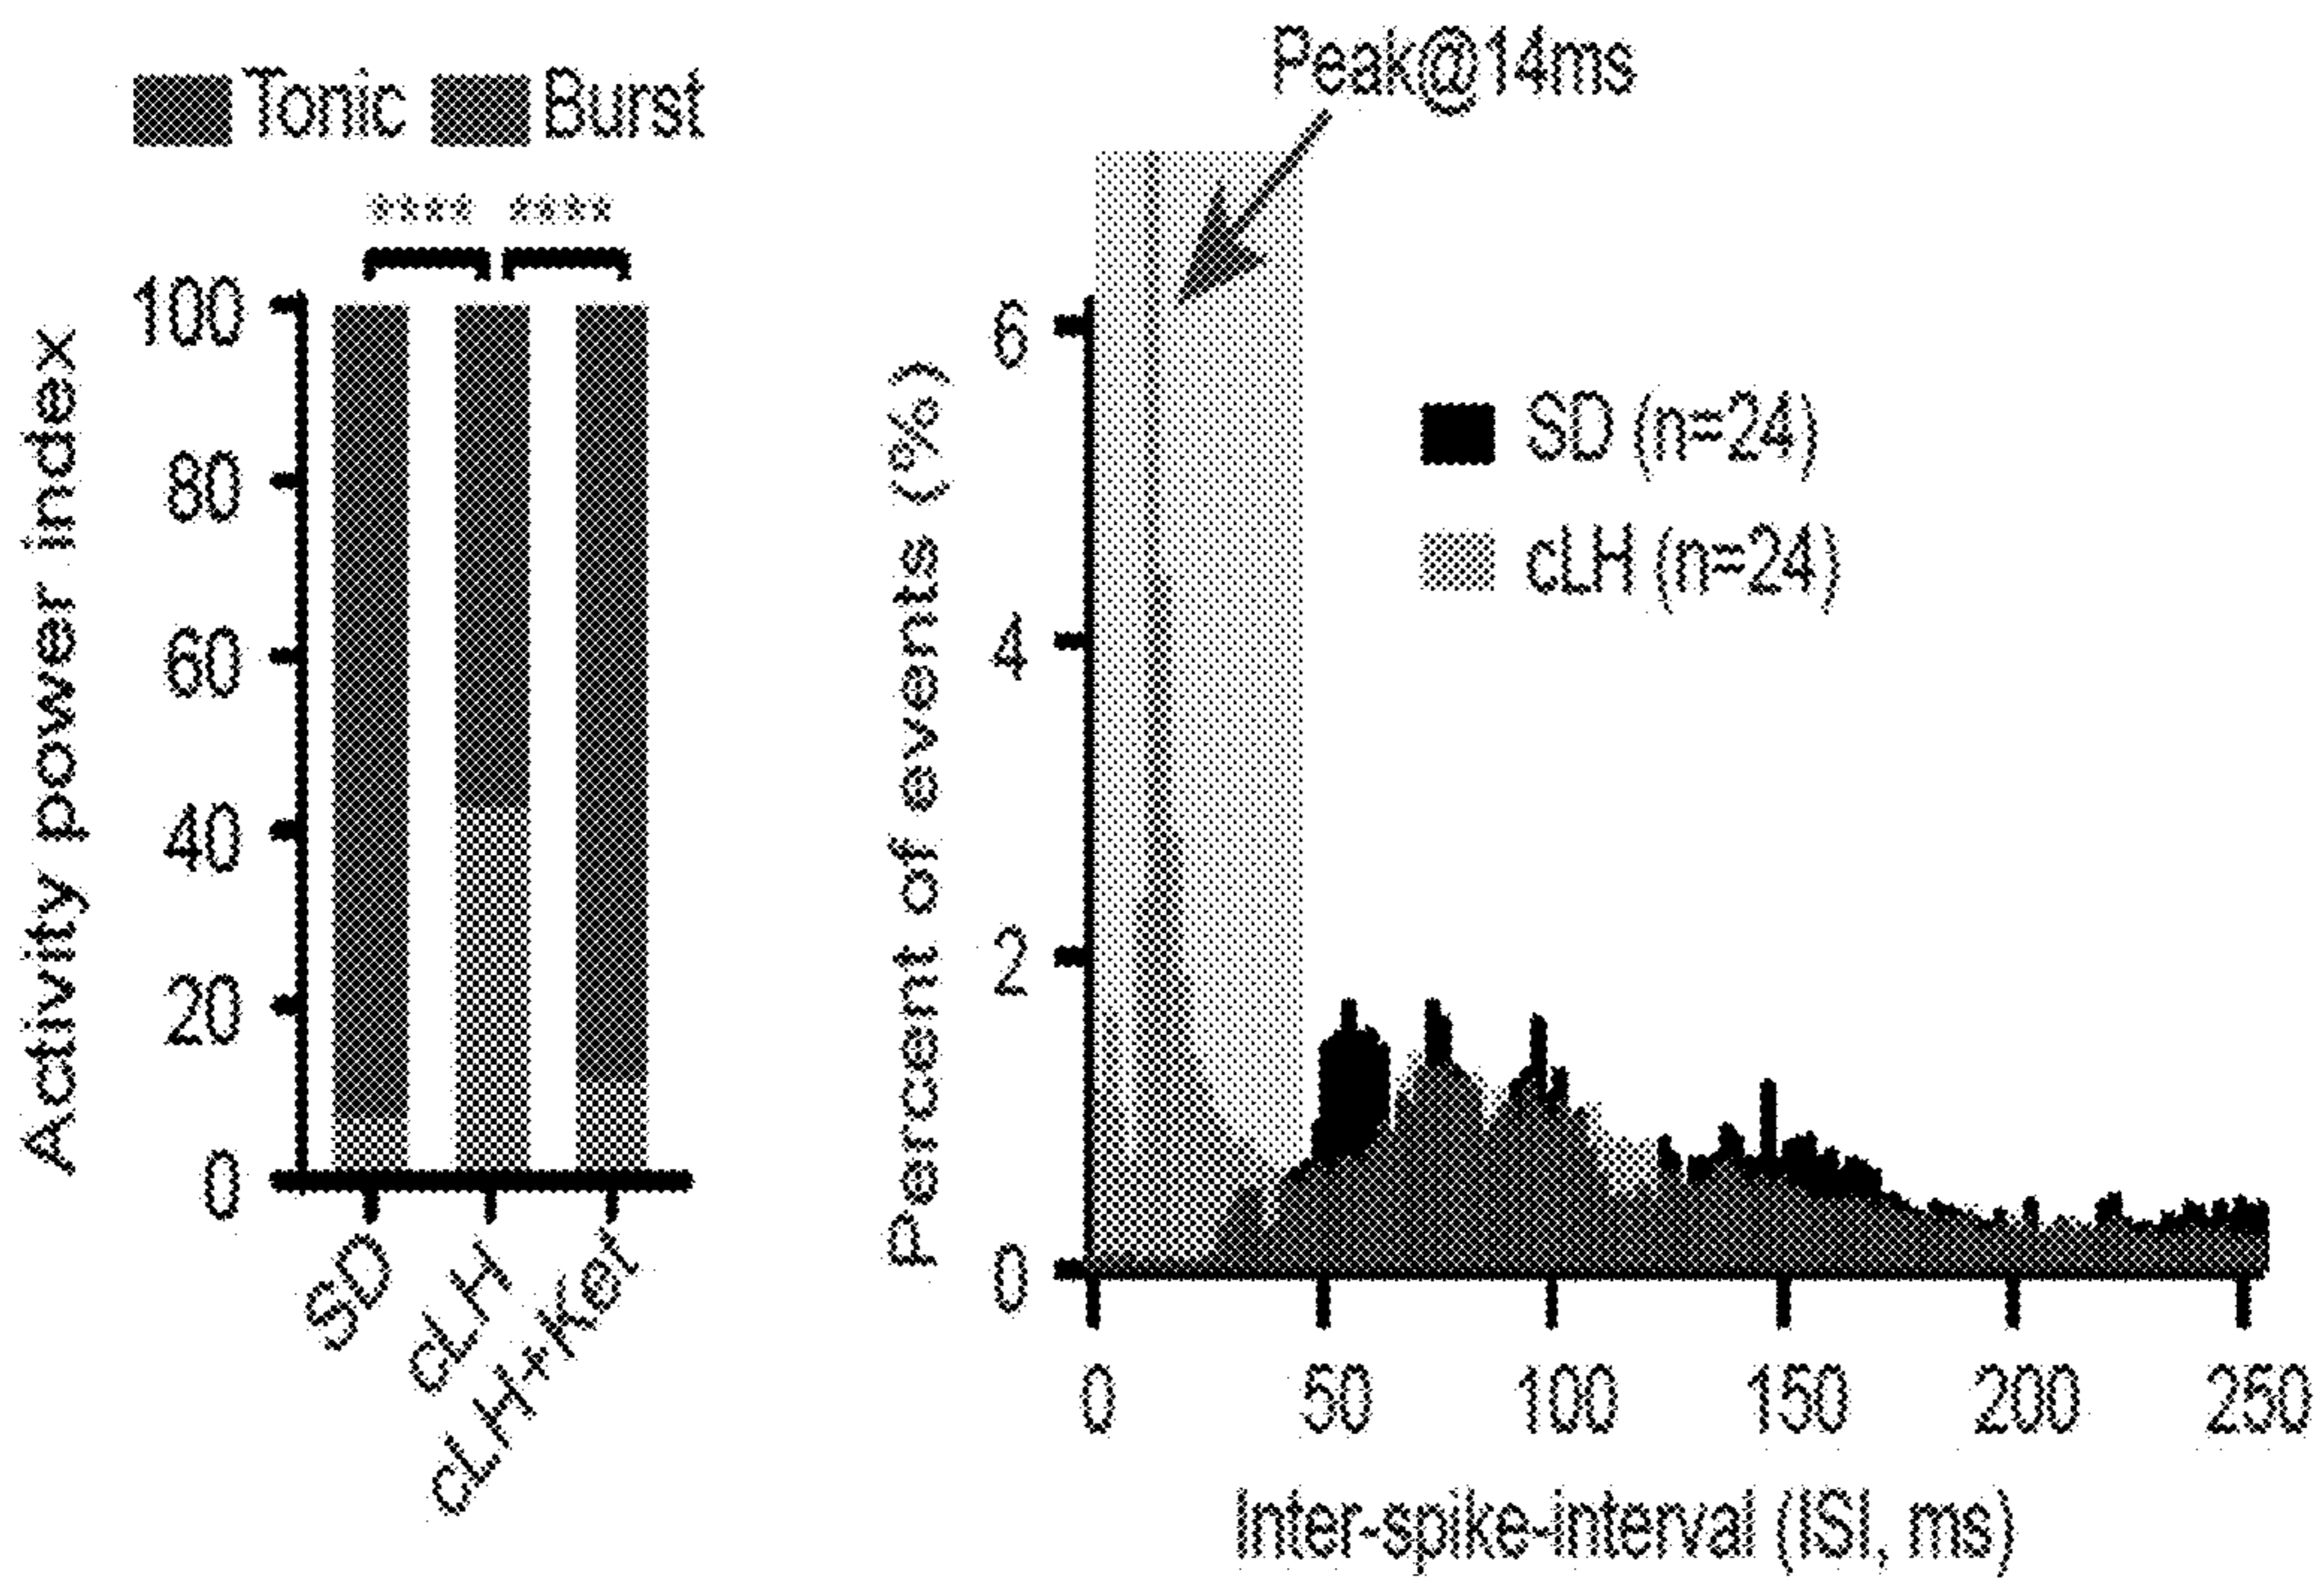 Tonic Burst
**** ****
Activity power index
100
80
60
40
20
0
SD
cLH
cLH+Ket
Peak@14ms
Percent of events (%)
6
4
2
0
SD (n=24)
cLH (n=24)
0 50 100 150 200 250
Inter-spike-interval (ISI, ms)